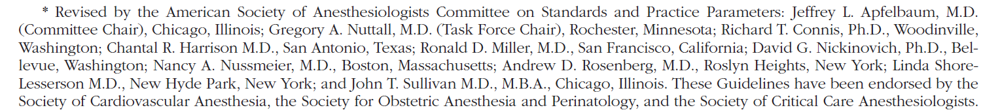 * Revised by the American Society of Anesthesiologists Committee on Standards and Practice Parameters: Jeffrey L. Apfelbaum, M.D.
(Committee Chair), Chicago, Illinois; Gregory A. Nuttall, M.D. (Task Force Chair), Rochester, Minnesota; Richard T. Connis, Ph.D., Woodinville,
Washington; Chantal R. Harrison M.D., San Antonio, Texas; Ronald D. Miller, M.D., San Francisco, California; David G. Nickinovich, Ph.D., Bel-
levue, Washington; Nancy A. Nussmeier, M.D., Boston, Massachusetts; Andrew D. Rosenberg, M.D., Roslyn Heights, New York; Linda Shore-
Lesserson M.D., New Hyde Park, New York; and John T. Sullivan M.D., M.B.A., Chicago, Illinois. These Guidelines have been endorsed by the
Society of Cardiovascular Anesthesia, the Society for Obstetric Anesthesia and Perinatology, and the Society of Critical Care Anesthesiologists.